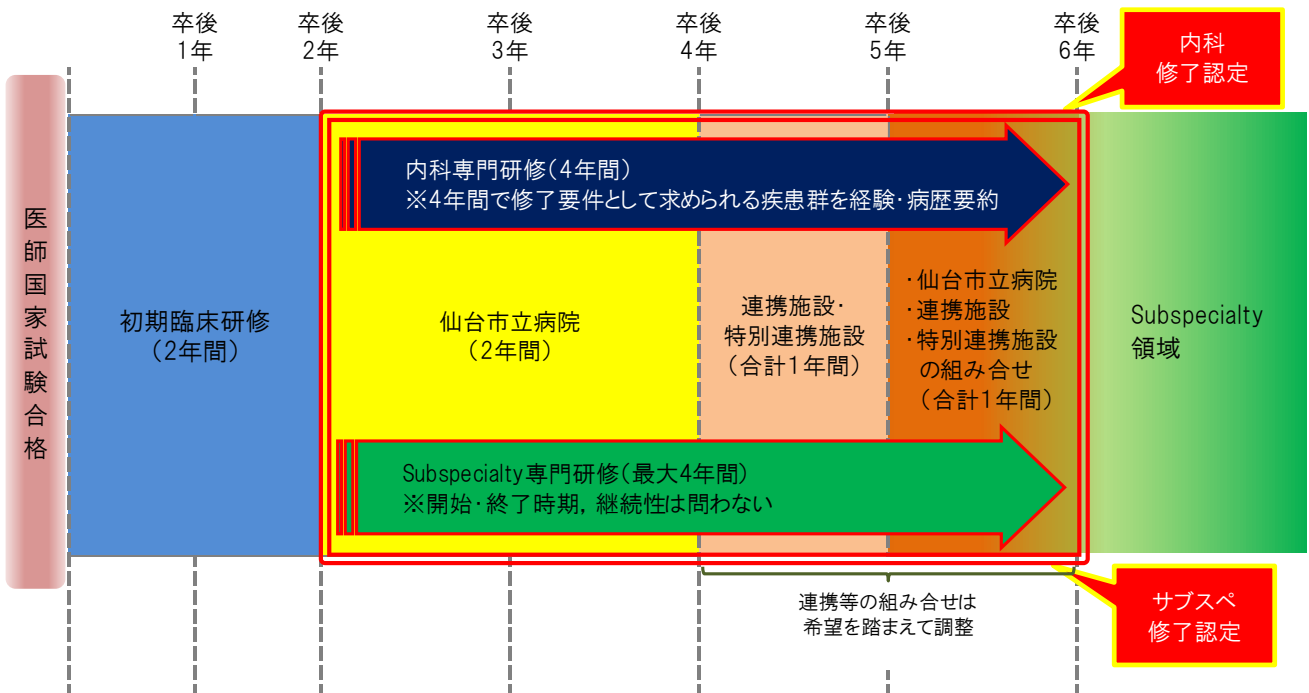 卒後
1年
卒後
2年
卒後
3年
卒後
4年
卒後
5年
卒後
6年
内科
修了認定
医師国家試験合格
内科専門研修(4年間)
※4年間で修了要件として求められる疾患群を経験・病歴要約
初期臨床研修
(2年間)
仙台市立病院
(2年間)
連携施設・
特別連携施設
(合計1年間)
・仙台市立病院
・連携施設
・特別連携施設
の組み合せ
(合計1年間)
Subspecialty
領域
Subspecialty専門研修(最大4年間)
※開始・終了時期, 継続性は問わない
連携等の組み合せは
希望を踏まえて調整
サブスペ
修了認定